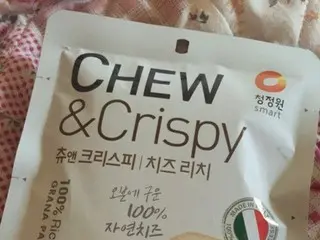 CHEW
&Crispy
청정원
smart
츄앤 크리스피 | 치즈 리치
오븐에 구운
100%
자연치즈
100% Ric
GRANA PA